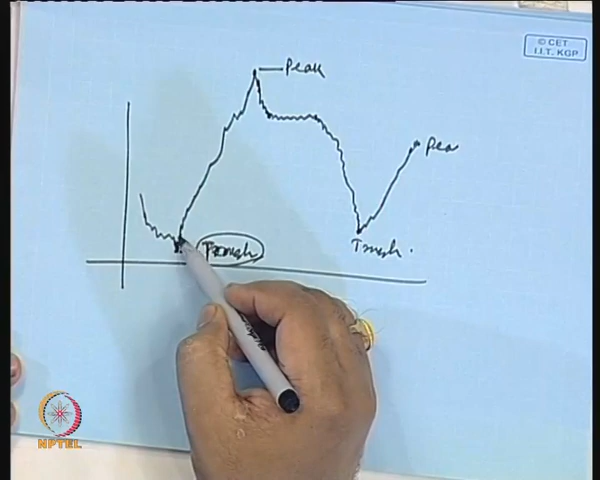 © CET
I.I.T. KGP
Peak
Pea
Trough
Trough.
NPTEL